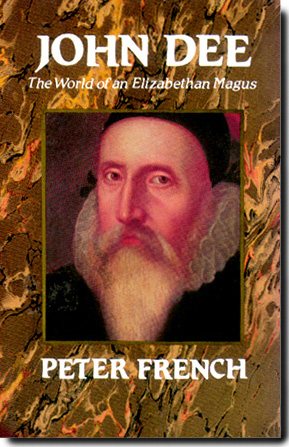 JOHN DEE
The World of an Elizabethan Magus
PETER FRENCH